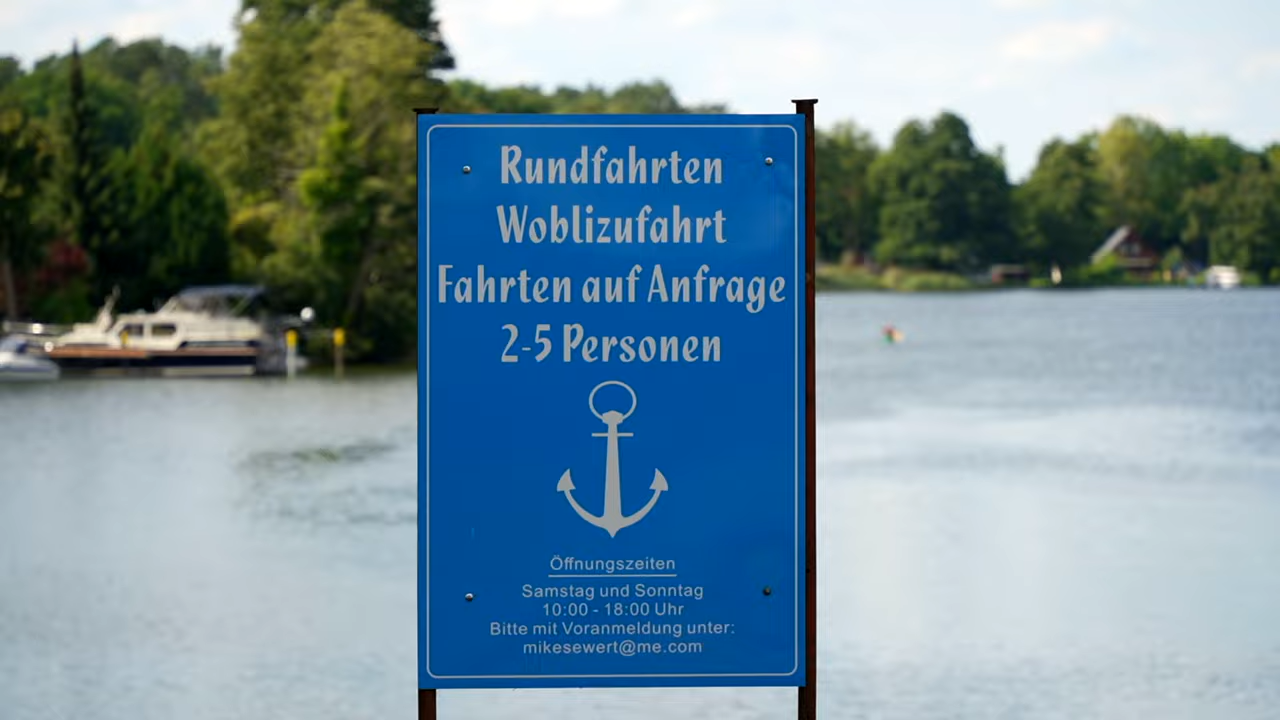 Rundfahrten
Woblizufahrt
Fahrten auf Anfrage
2-5 Personen
Öffnungszeiten
Samstag und Sonntag
10:00 - 18:00 Uhr
Bitte mit Voranmeldung unter:
mikesewert@me.com